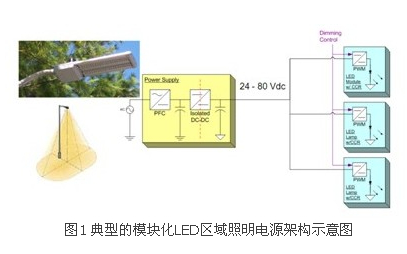 Dimming
Control
Power Supply
24 - 80 Vdc
AC
PFC
Isolated
DC-DC
PWM
LED
Module
w/ CCR
PWM
LED
Lamp
w/CCR
PWM
LED
Lamp
w/CCR
图1 典型的模块化LED区域照明电源架构示意图